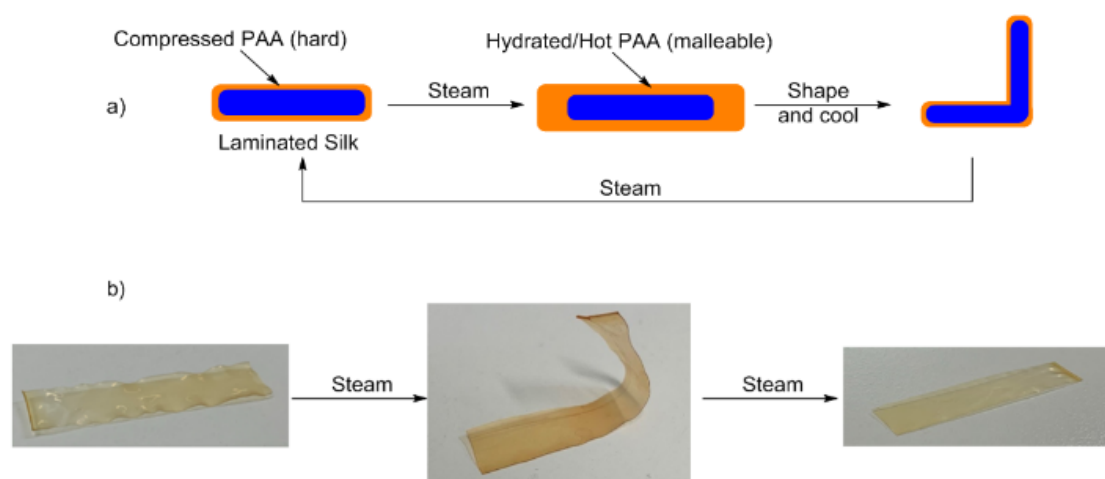 Compressed PAA (hard)
Hydrated/Hot PAA (malleable)
a)
Steam
Shape
and cool
Laminated Silk
Steam
b)
Steam
Steam